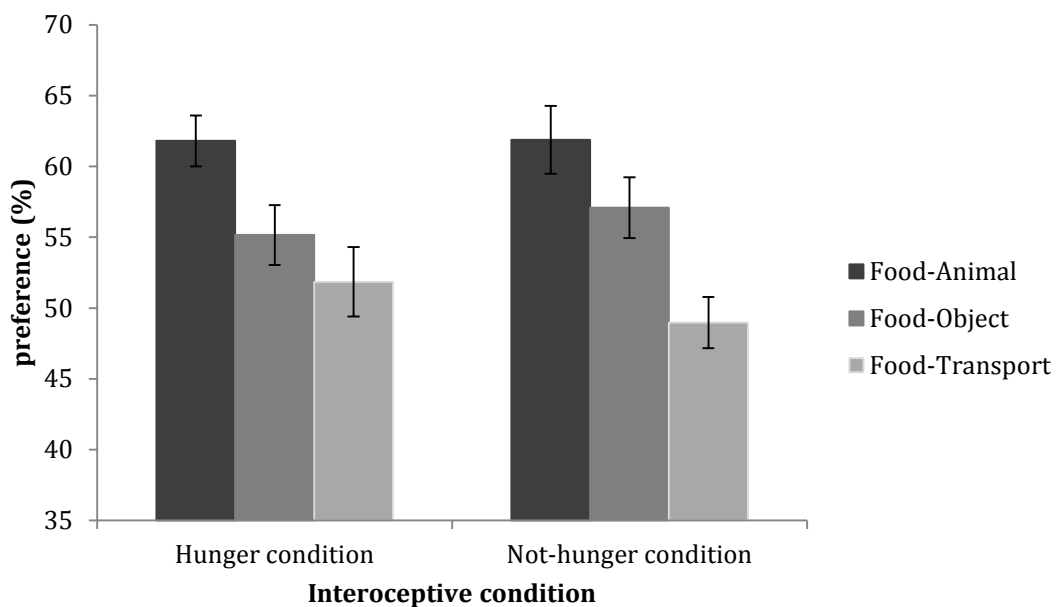 preference (%)
70
65
60
55
50
45
40
35
Hunger condition
Not-hunger condition
Interoceptive condition
Food-Animal
Food-Object
Food-Transport